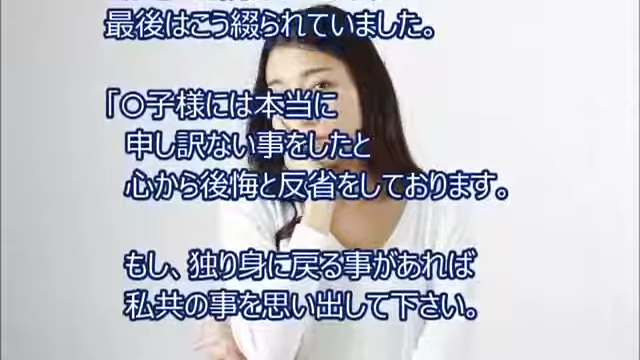 最後はこう綴られていました。
「〇子様には本当に
申し訳ない事をしたと
心から後悔と反省をしております。
もし、独り身に戻る事があれば
私共の事を思い出して下さい。